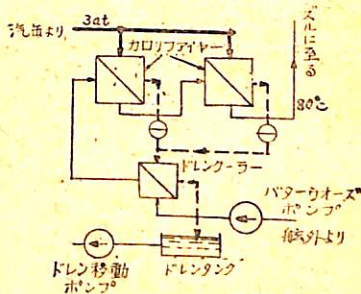 汽缶より
3at
カロリファイヤー
ノズルに至る
80℃
ドレンクーラー
バターウオーズ
ポンプ
船外より
ドレンタンク
ドレン移動
ポンプ